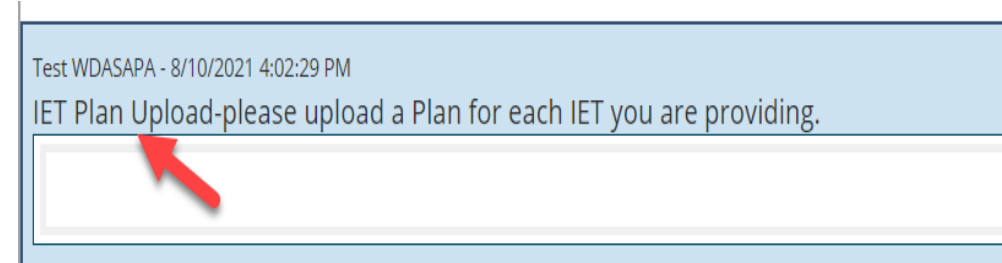 Test WDASAPA - 8/10/2021 4:02:29 PM
IET Plan Upload-please upload a Plan for each IET you are providing.